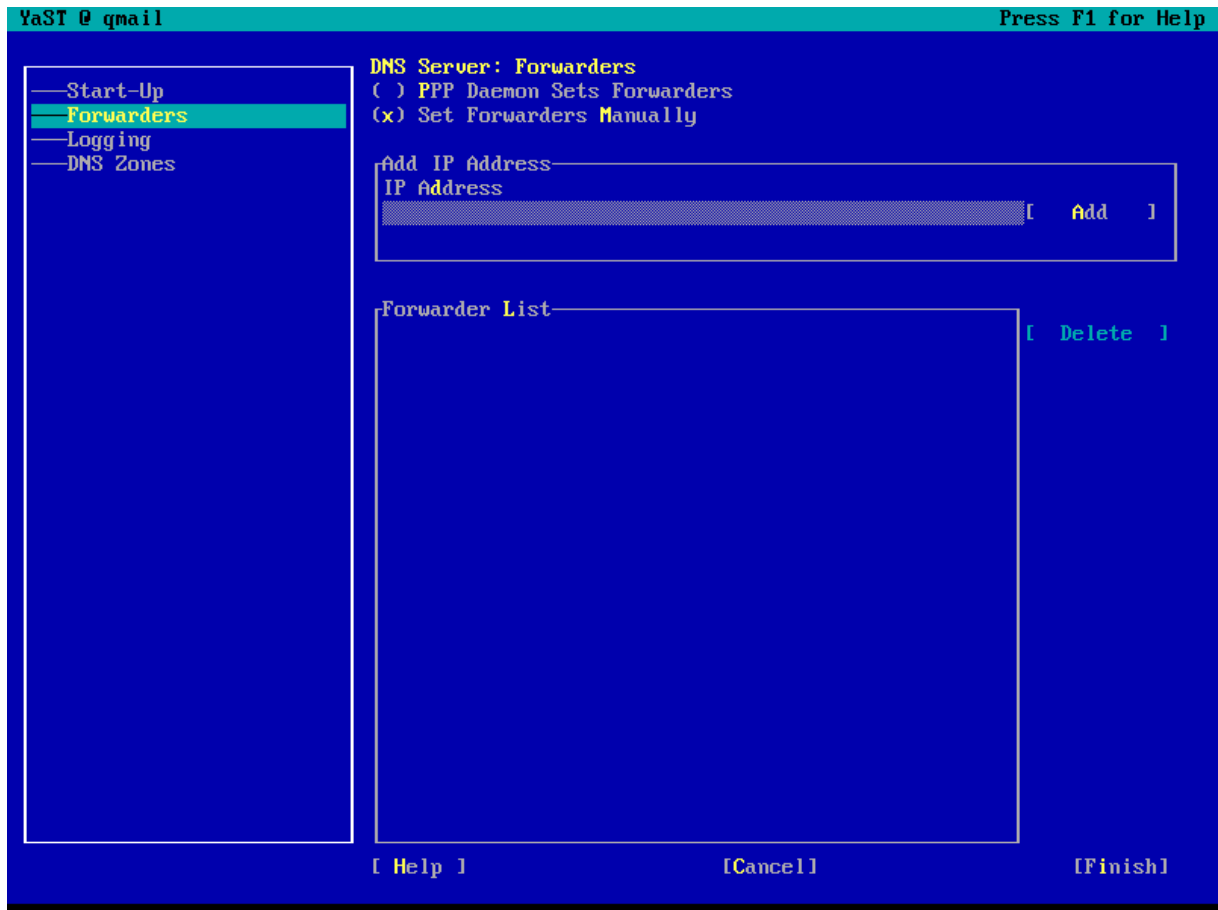 YaST @ qmail Press F1 for Help
Start-Up
Forwarders
Logging
DNS Zones
DNS Server: Forwarders
( ) PPP Daemon Sets Forwarders
(x) Set Forwarders Manually
Add IP Address
IP Address
[ Add ]
Forwarder List
[ Delete ]
[ Help ] [Cancel] [Finish]